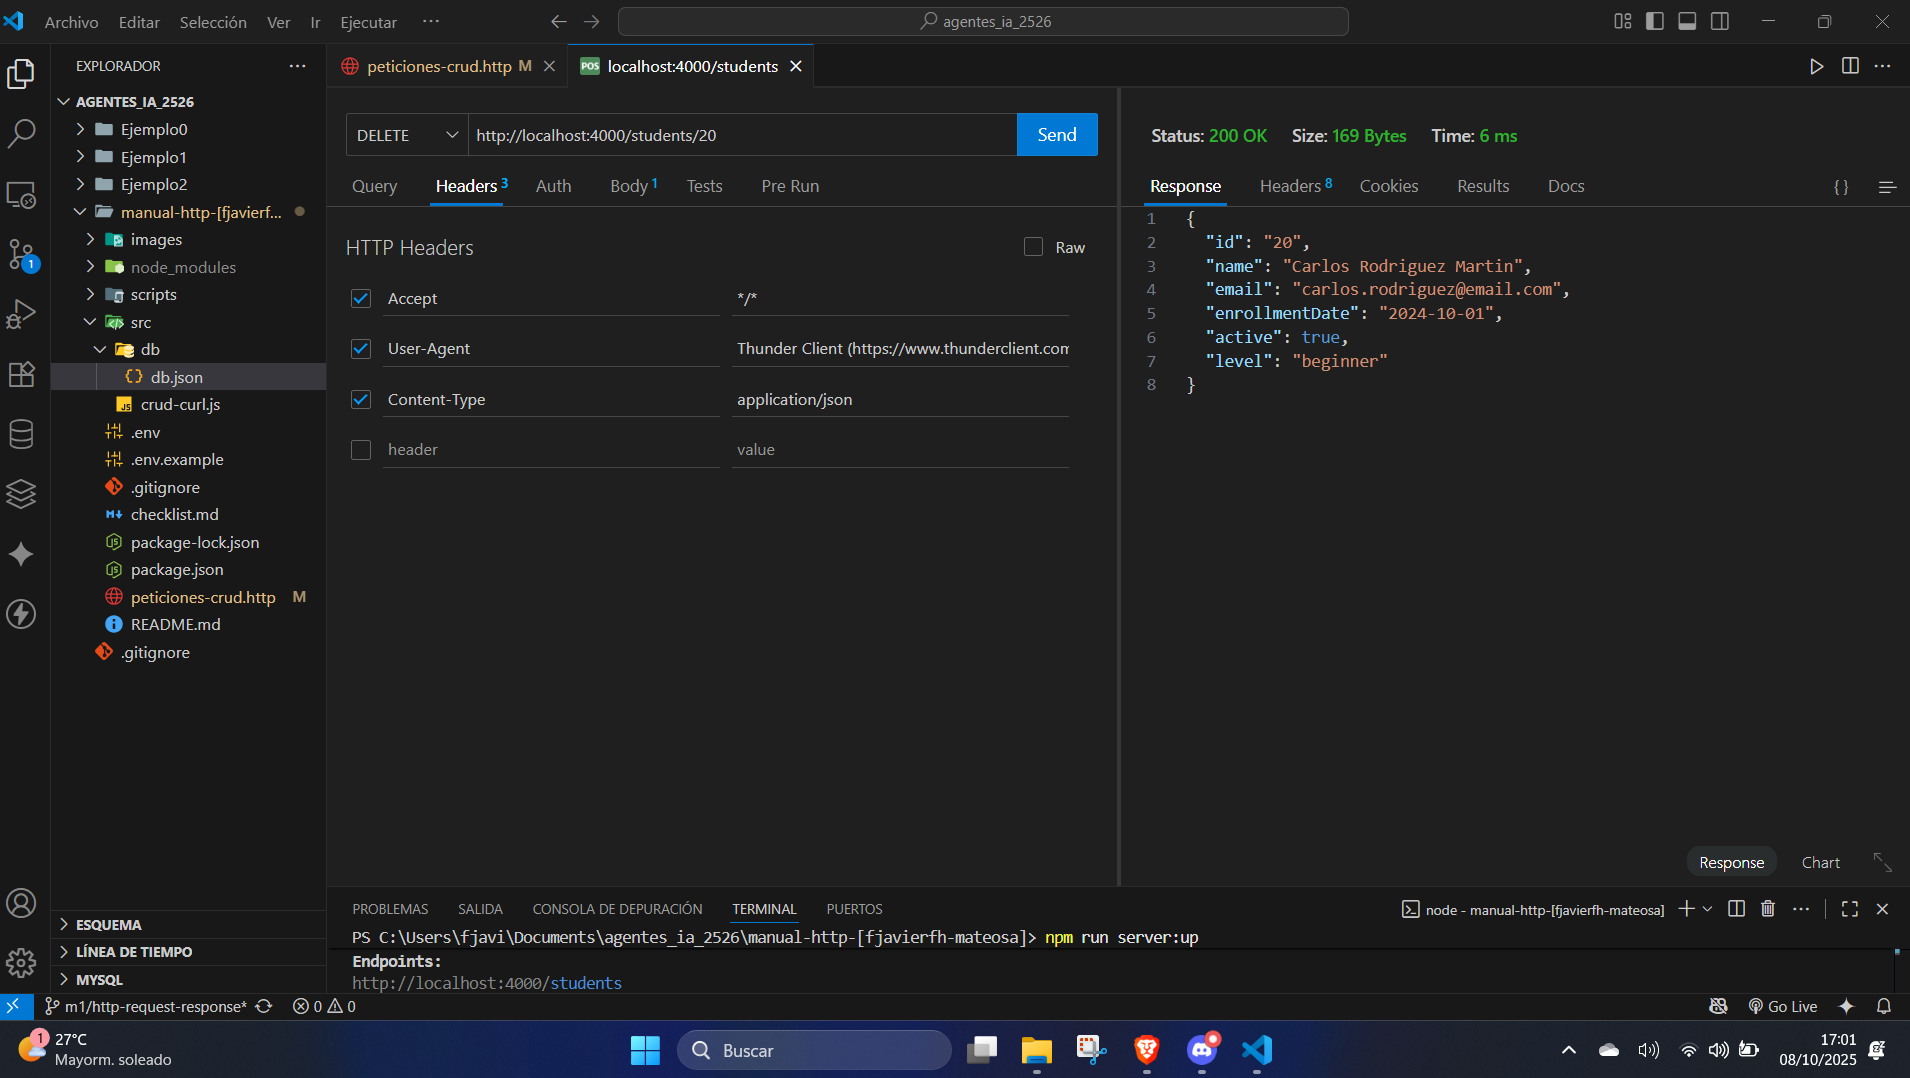 Archivo Editar Selección Ver Ir Ejecutar ···
agentes_ia_2526
EXPLORADOR
AGENTES_IA_2526
Ejemplo0
Ejemplo1
Ejemplo2
manual-http-[fjavierf...
images
node_modules
scripts
src
db
db.json
crud-curl.js
.env
.env.example
.gitignore
checklist.md
package-lock.json
package.json
peticiones-crud.http M
README.md
.gitignore
ESQUEMA
LÍNEA DE TIEMPO
MYSQL
1
peticiones-crud.http M
POS localhost:4000/students
DELETE http://localhost:4000/students/20 Send
Query Headers 3 Auth Body 1 Tests Pre Run
HTTP Headers Raw
Accept */*
User-Agent Thunder Client (https://www.thunderclient.com
Content-Type application/json
header value
Status: 200 OK Size: 169 Bytes Time: 6 ms
Response Headers 8 Cookies Results Docs {}
1 {
2 "id": "20",
3 "name": "Carlos Rodriguez Martin",
4 "email": "carlos.rodriguez@email.com",
5 "enrollmentDate": "2024-10-01",
6 "active": true,
7 "level": "beginner"
8 }
Response Chart
PROBLEMAS SALIDA CONSOLA DE DEPURACIÓN TERMINAL PUERTOS
node - manual-http-[fjavierfh-mateosa]
PS C:\Users\fjavi\Documents\agentes_ia_2526\manual-http-[fjavierfh-mateosa]> npm run server:up
Endpoints:
http://localhost:4000/students
m1/http-request-response* 0 0
Go Live
1
27°C
Mayorm. soleado
Buscar
17:01
08/10/2025